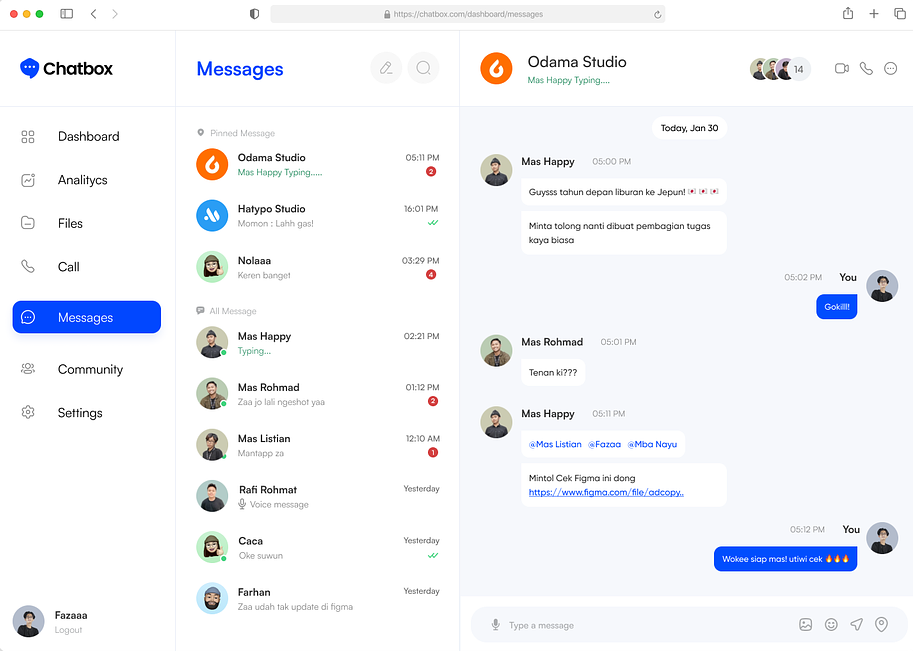 https://chatbox.com/dashboard/messages
Chatbox
Dashboard
Analitycs
Files
Call
Messages
Community
Settings
Fazaaa
Logout
Messages
Pinned Message
Odama Studio 05:11 PM
Mas Happy Typing..... 2
Hatypo Studio 16:01 PM
Momon : Lahh gas!
Nolaaa 03:29 PM
Keren banget 4
All Message
Mas Happy 02:21 PM
Typing...
Mas Rohmad 01:12 PM
Zaa jo lali ngeshot yaa 2
Mas Listian 12:10 AM
Mantapp za 1
Rafi Rohmat Yesterday
Voice message
Caca Yesterday
Oke suwun
Farhan Yesterday
Zaa udah tak update di figma
Odama Studio
Mas Happy Typing....
14
Today, Jan 30
Mas Happy 05:00 PM
Guysss tahun depan liburan ke Jepun! 🇯🇵 🇯🇵 🇯🇵
Minta tolong nanti dibuat pembagian tugas
kaya biasa
05:02 PM You
Gokilll!
Mas Rohmad 05:01 PM
Tenan ki???
Mas Happy 05:11 PM
@Mas Listian @Fazaa @Mba Nayu
Mintol Cek Figma ini dong
https://www.figma.com/file/adcopy..
05:12 PM You
Wokee siap mas! utiwi cek 🔥🔥🔥
Type a message